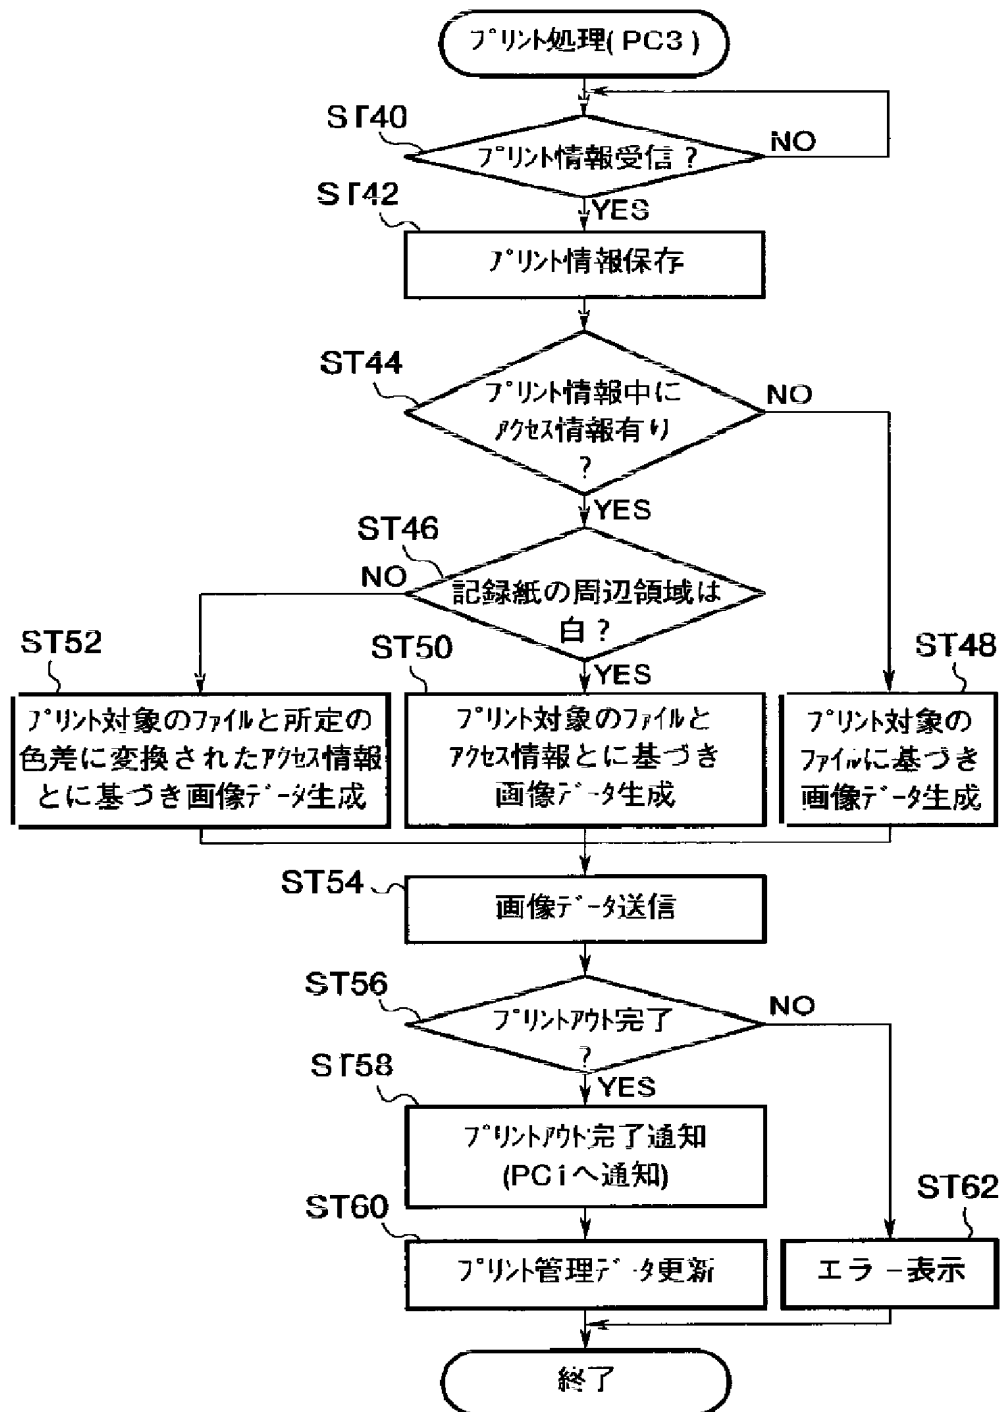 プリント処理(PC3)
ST40
プリント情報受信？
NO
ST42
YES
プリント情報保存
ST44
プリント情報中に
アクセス情報有り
？
NO
YES
ST46
記録紙の周辺領域は
白？
NO
YES
ST52
プリント対象のファイルと所定の
色差に変換されたアクセス情報
とに基づき画像データ生成
ST50
プリント対象のファイルと
アクセス情報とに基づき
画像データ生成
ST48
プリント対象の
ファイルに基づき
画像データ生成
ST54
画像データ送信
ST56
プリントアウト完了
？
NO
YES
ST58
プリントアウト完了通知
(PCiへ通知)
ST60
プリント管理データ更新
ST62
エラー表示
終了